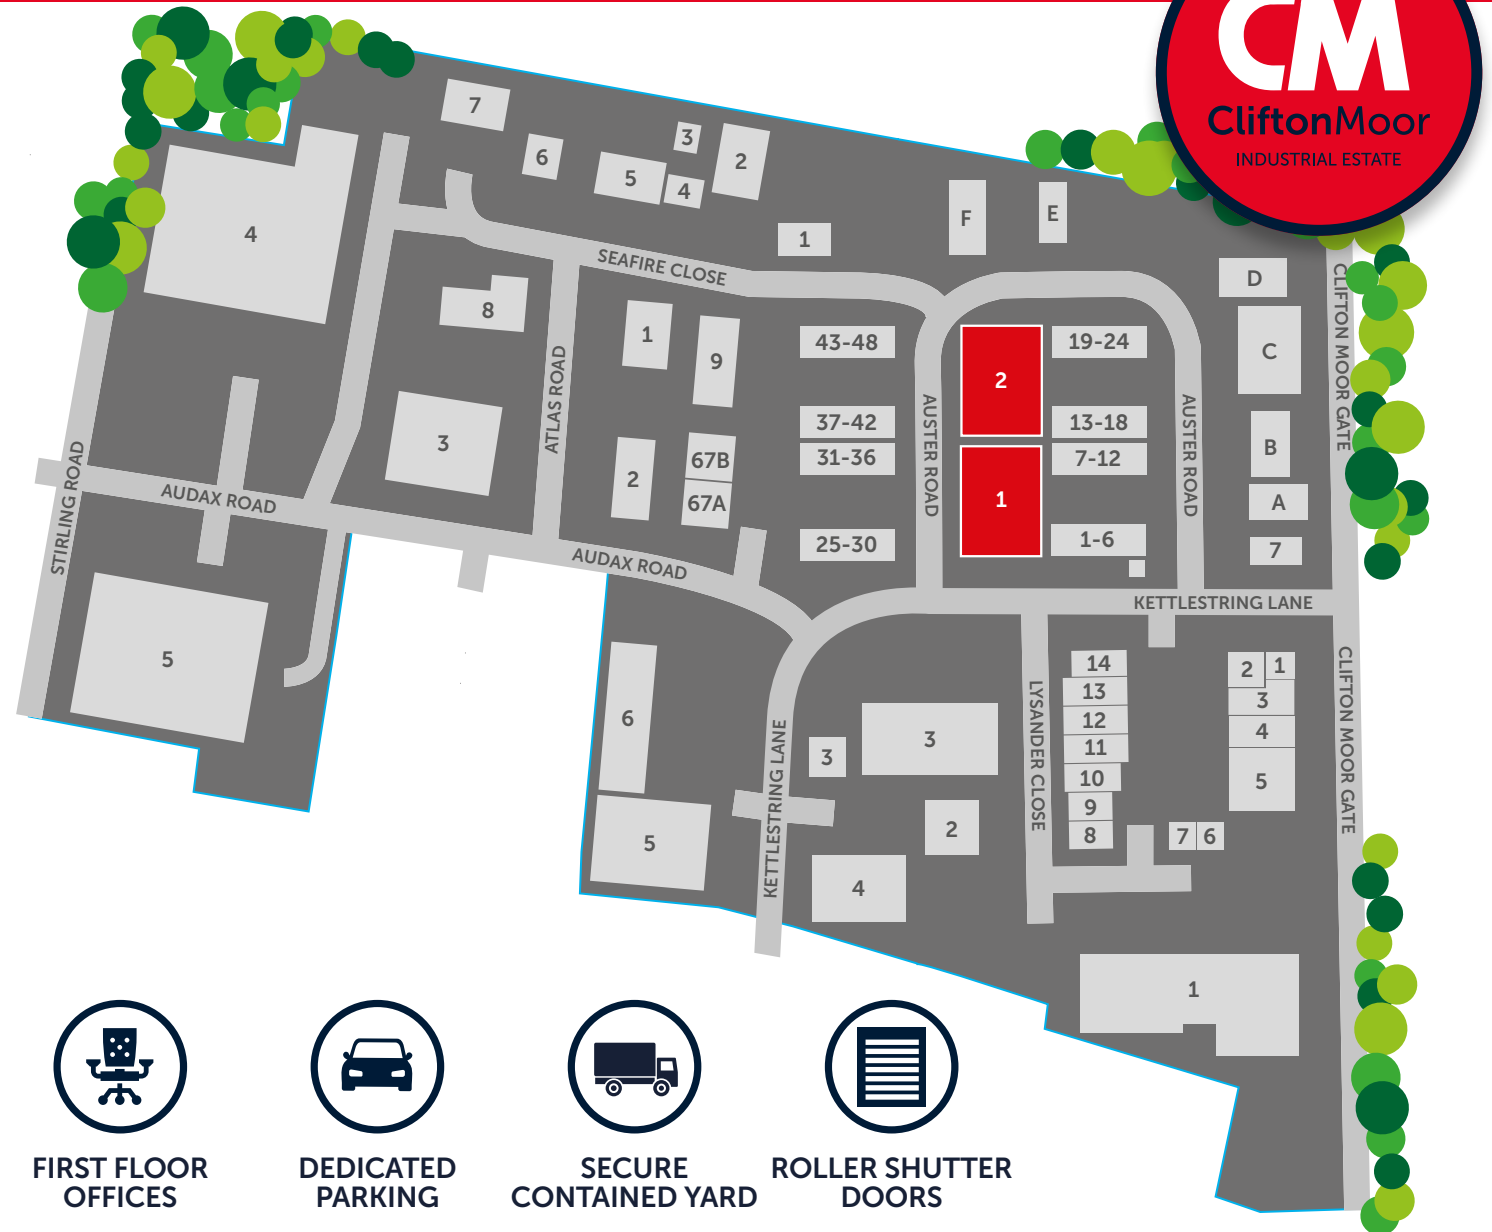 CM
CliftonMoor
INDUSTRIAL ESTATE
7
6
5
3
4
2
1
F
E
D
C
B
A
7
4
SEAFIRE CLOSE
8
1
9
43-48
2
19-24
CLIFTON MOOR GATE
ATLAS ROAD
3
37-42
13-18
AUSTER ROAD
AUSTER ROAD
2
67B
67A
31-36
7-12
1
25-30
1-6
STIRLING ROAD
AUDAX ROAD
AUDAX ROAD
KETTLESTRING LANE
5
6
5
KETTLESTRING LANE
3
3
2
4
LYSANDER CLOSE
14
13
12
11
10
9
8
7
6
2
1
3
4
5
CLIFTON MOOR GATE
1
FIRST FLOOR
OFFICES
DEDICATED
PARKING
SECURE
CONTAINED YARD
ROLLER SHUTTER
DOORS